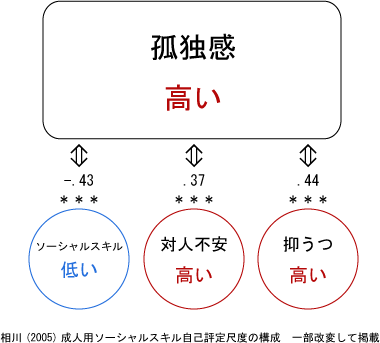 孤独感
高い
-.43 .37 .44
*** *** ***
ソーシャルスキル 対人不安 抑うつ
低い 高い 高い
相川(2005)成人用ソーシャルスキル自己評定尺度の構成 一部改変して掲載